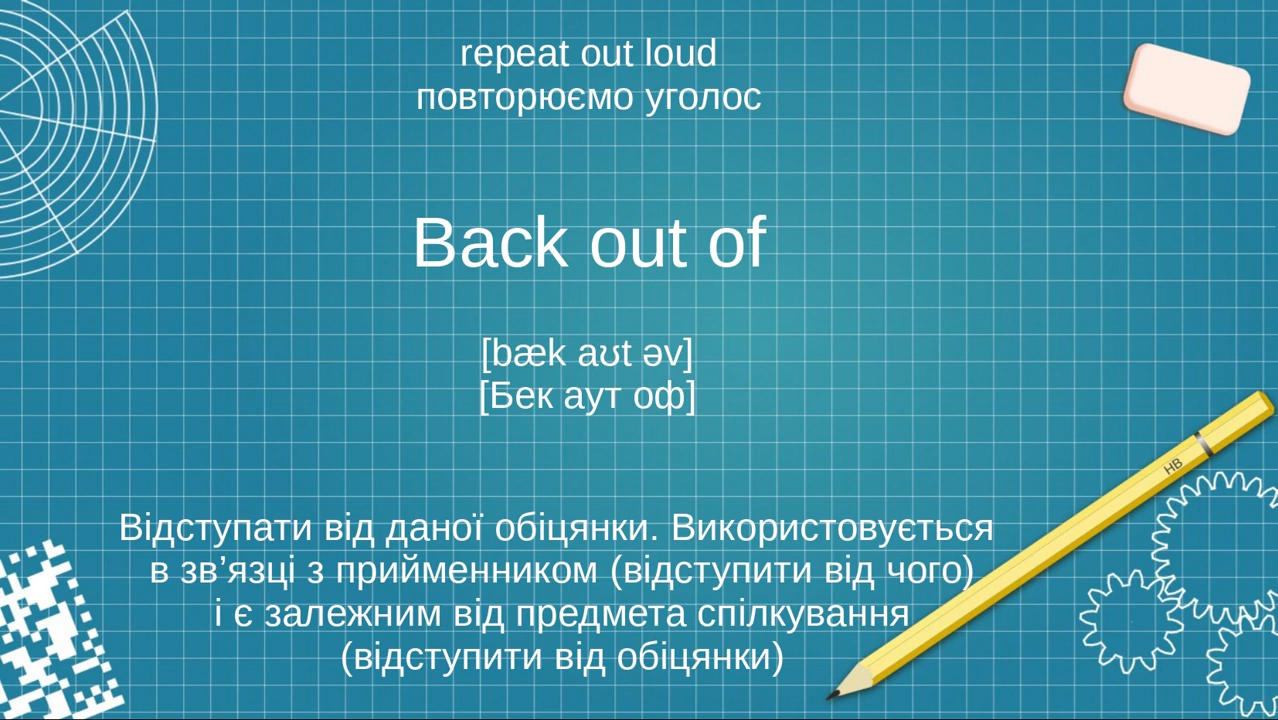 repeat out loud
повторюємо уголос
Back out of
[bæk aʊt əv]
[Бек аут оф]
HB
Відступати від даної обіцянки. Використовується
в зв’язці з прийменником (відступити від чого)
і є залежним від предмета спілкування
(відступити від обіцянки)